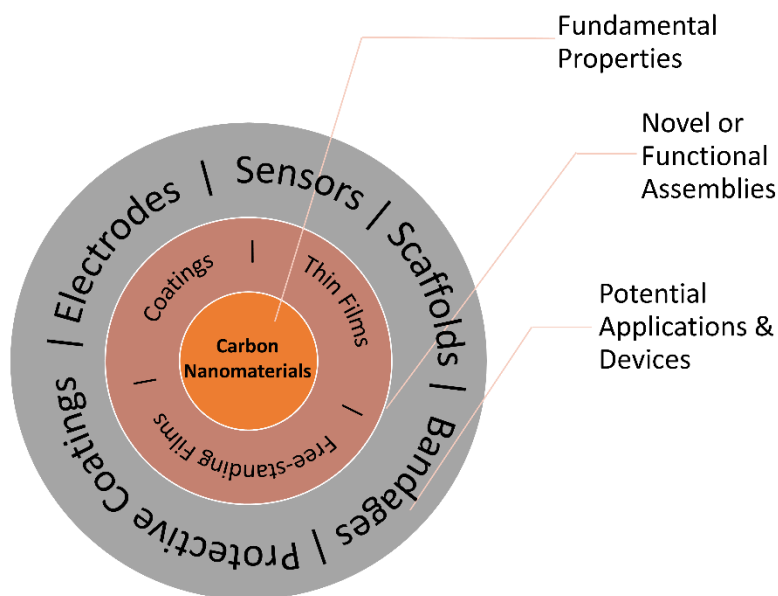 Fundamental
Properties
Novel or
Functional
Assemblies
Potential
Applications &
Devices
| Electrodes | Sensors | Scaffolds | Bandages | Protective Coatings
Coatings | Thin Films | Free-standing Films |
Carbon
Nanomaterials